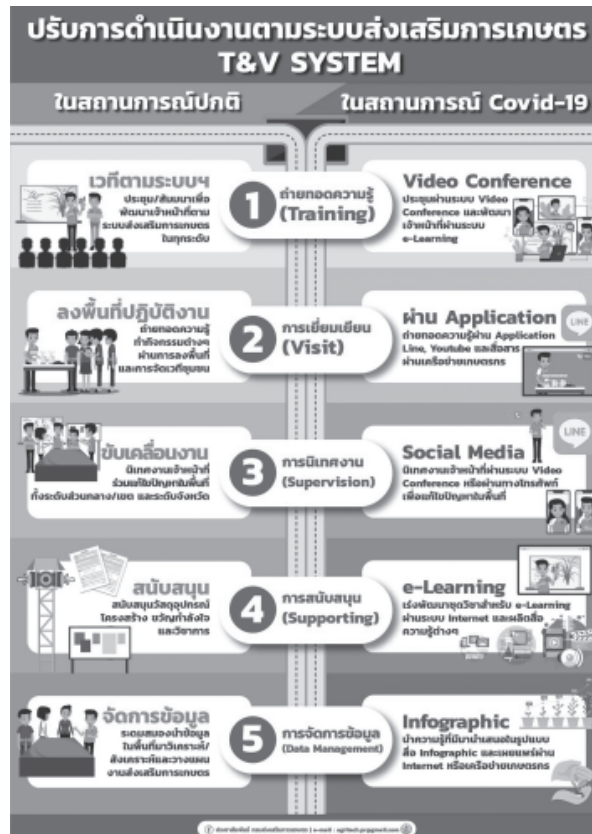 ปรับการดำเนินงานตามระบบส่งเสริมการเกษตร
T&V SYSTEM
ในสถานการณ์ปกติ
ในสถานการณ์ Covid-19
เวทีตามระบบฯ
ประชุม/สัมมนาเพื่อ
พัฒนาเจ้าหน้าที่ตาม
ระบบส่งเสริมการเกษตร
ในทุกระดับ
1
ถ่ายทอดความรู้
(Training)
Video Conference
ประชุมผ่านระบบ Video
Conference และพัฒนา
เจ้าหน้าที่ผ่านระบบ
e-Learning
ลงพื้นที่ปฏิบัติงาน
ถ่ายทอดความรู้
ทำกิจกรรมต่างๆ
ผ่านการลงพื้นที่
และการจัดเวทีชุมชน
2
การเยี่ยมเยียน
(Visit)
ผ่าน Application
ถ่ายทอดความรู้ผ่าน Application
Line, Youtube และสื่อสาร
ผ่านเครือข่ายเกษตรกร
LINE
ขับเคลื่อนงาน
นิเทศงานเจ้าหน้าที่
ร่วมแก้ไขปัญหาในพื้นที่
ทั้งระดับส่วนกลาง/เขต และระดับจังหวัด
3
การนิเทศงาน
(Supervision)
Social Media
นิเทศงานเจ้าหน้าที่ผ่านระบบ Video
Conference หรือผ่านทางโทรศัพท์
เพื่อแก้ไขปัญหาในพื้นที่
LINE
สนับสนุน
สนับสนุนวัสดุอุปกรณ์
โครงสร้าง ขวัญกำลังใจ
และวิชาการ
4
การสนับสนุน
(Supporting)
e-Learning
เร่งพัฒนาชุดวิชาสำหรับ e-Learning
ผ่านระบบ Internet และผลิตสื่อ
ความรู้ต่างๆ
จัดการข้อมูล
ระดมสมองนำข้อมูล
ในพื้นที่มาวิเคราะห์/
สังเคราะห์และวางแผน
งานส่งเสริมการเกษตร
5
การจัดการข้อมูล
(Data Management)
Infographic
นำความรู้ที่มีมานำเสนอในรูปแบบ
สื่อ Infographic และเผยแพร่ผ่าน
Internet หรือเครือข่ายเกษตรกร
ประชาสัมพันธ์ กรมส่งเสริมการเกษตร | e-mail : agritech.pr@gmail.com